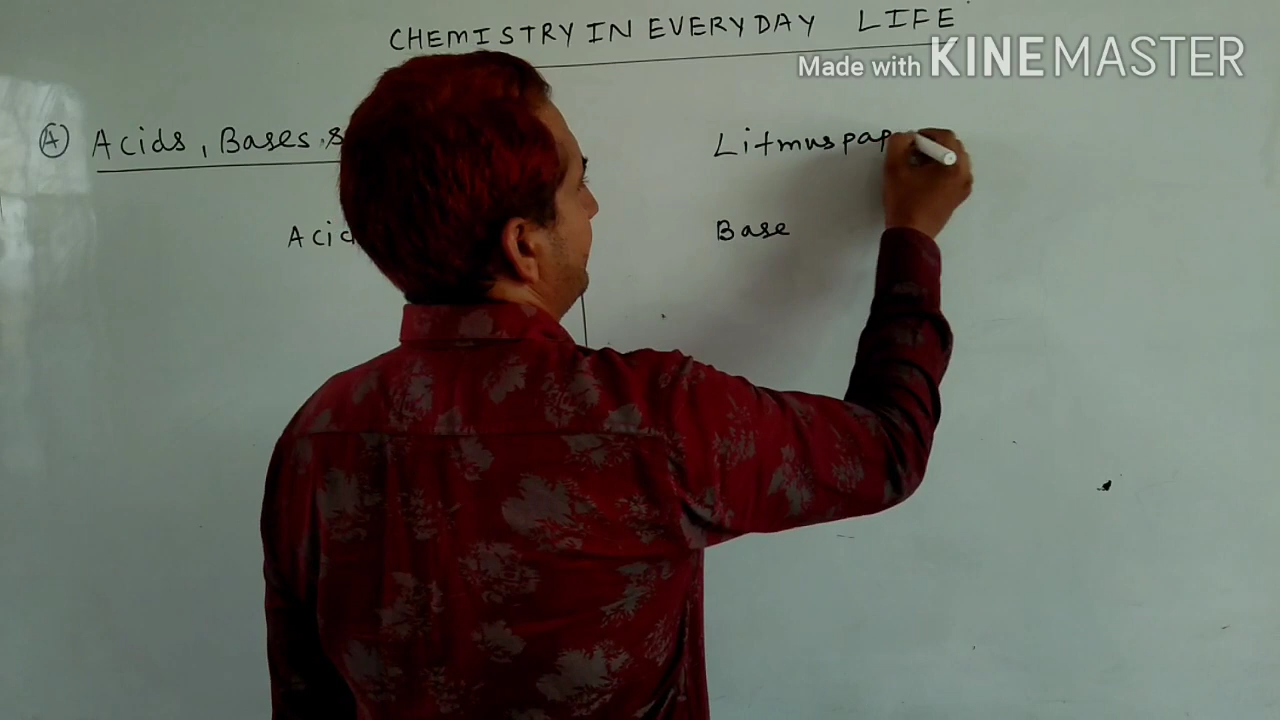 CHEMISTRY IN EVERYDAY LIFE
Made with KINEMASTER
A Acids, Bases,
Litmus pap
Acid
Base